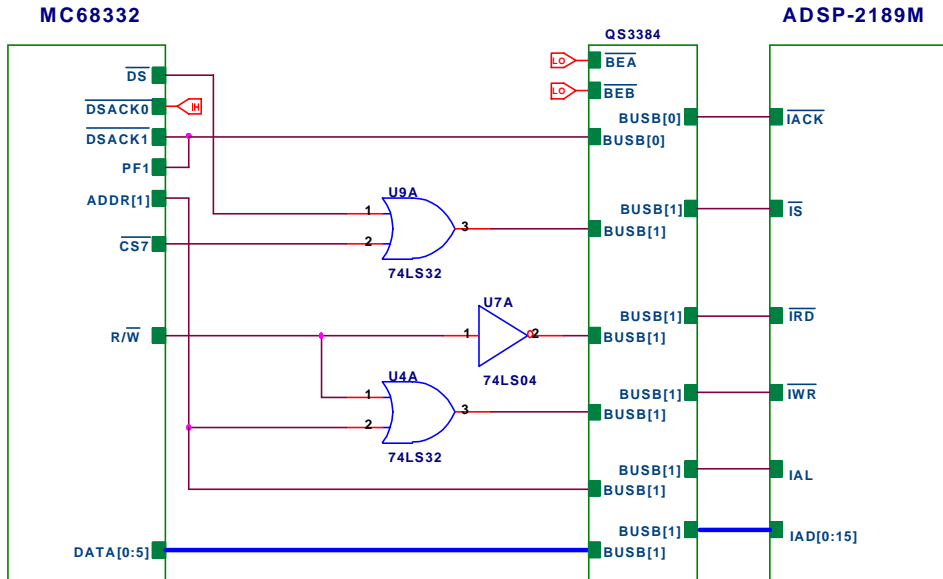 MC68332
ADSP-2189M
QS3384
DS
DSACK0
H
DSACK1
PF1
ADDR[1]
CS7
R/W
DATA[0:5]
U9A
1
2
3
74LS32
U7A
1
2
74LS04
U4A
1
2
3
74LS32
LO
BEA
LO
BEB
BUSB[0]
BUSB[0]
BUSB[1]
BUSB[1]
BUSB[1]
BUSB[1]
BUSB[1]
BUSB[1]
BUSB[1]
BUSB[1]
BUSB[1]
BUSB[1]
IACK
IS
IRD
IWR
IAL
IAD[0:15]